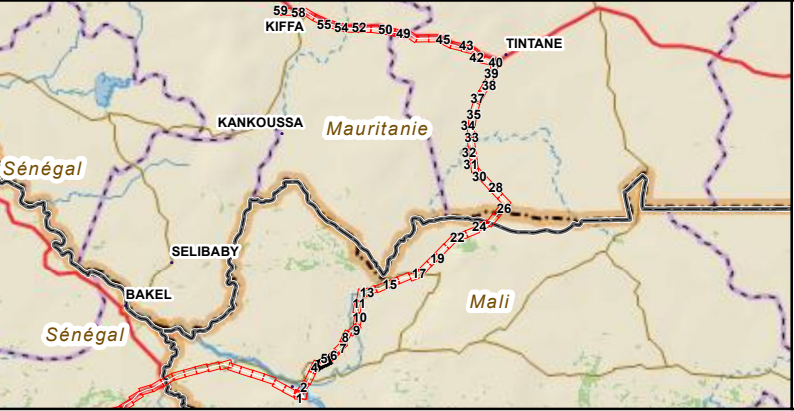 59 58
KIFFA
55 54 52 50 49
45 43
TINTANE
42 40
39
38
37
KANKOUSSA
Mauritanie
35
34
33
Sénégal
32
31
30
28
26
24
22
SELIBABY
19
17
15
BAKEL
13
Mali
11
10
9
Sénégal
8
7
5 6
4
2
1